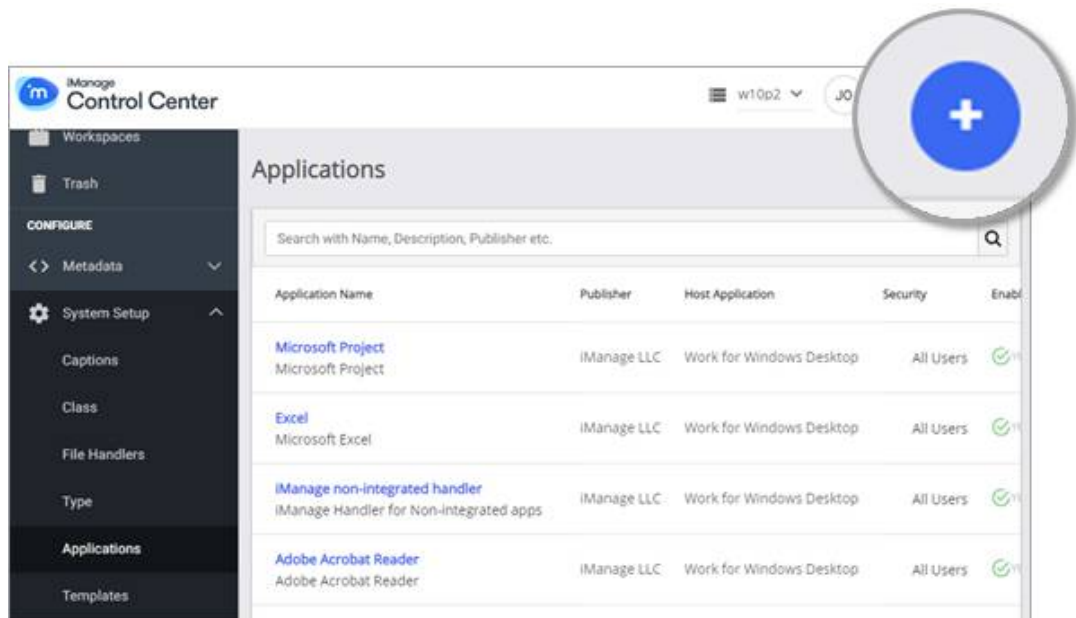 iManage
Control Center
w10p2
JO
Workspaces
Trash
CONFIGURE
Metadata
System Setup
Captions
Class
File Handlers
Type
Applications
Templates
Applications
Search with Name, Description, Publisher etc.
Application Name Publisher Host Application Security Enabl
Microsoft Project iManage LLC Work for Windows Desktop All Users
Microsoft Project
Excel iManage LLC Work for Windows Desktop All Users
Microsoft Excel
iManage non-integrated handler iManage LLC Work for Windows Desktop All Users
iManage Handler for Non-integrated apps
Adobe Acrobat Reader iManage LLC Work for Windows Desktop All Users
Adobe Acrobat Reader